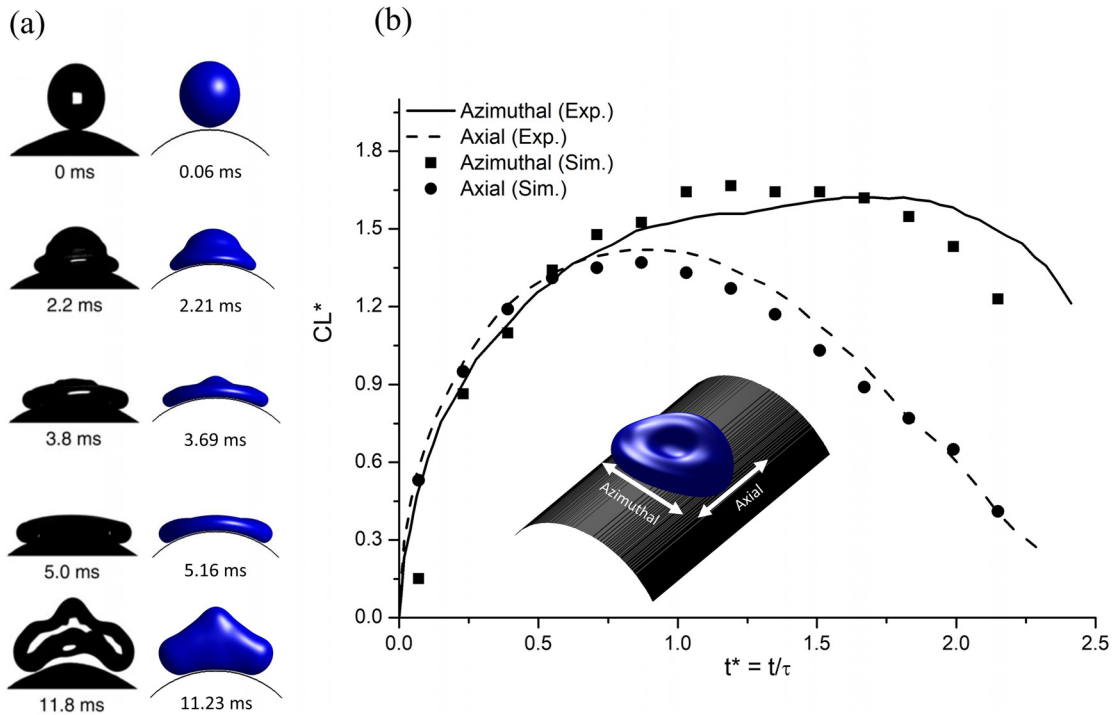 (a)
0 ms
0.06 ms
2.2 ms
2.21 ms
3.8 ms
3.69 ms
5.0 ms
5.16 ms
11.8 ms
11.23 ms
(b)
Azimuthal (Exp.)
Axial (Exp.)
Azimuthal (Sim.)
Axial (Sim.)
CL*
1.8
1.5
1.2
0.9
0.6
0.3
0.0
Azimuthal
Axial
0.0
0.5
1.0
1.5
2.0
2.5
t* = t/τ